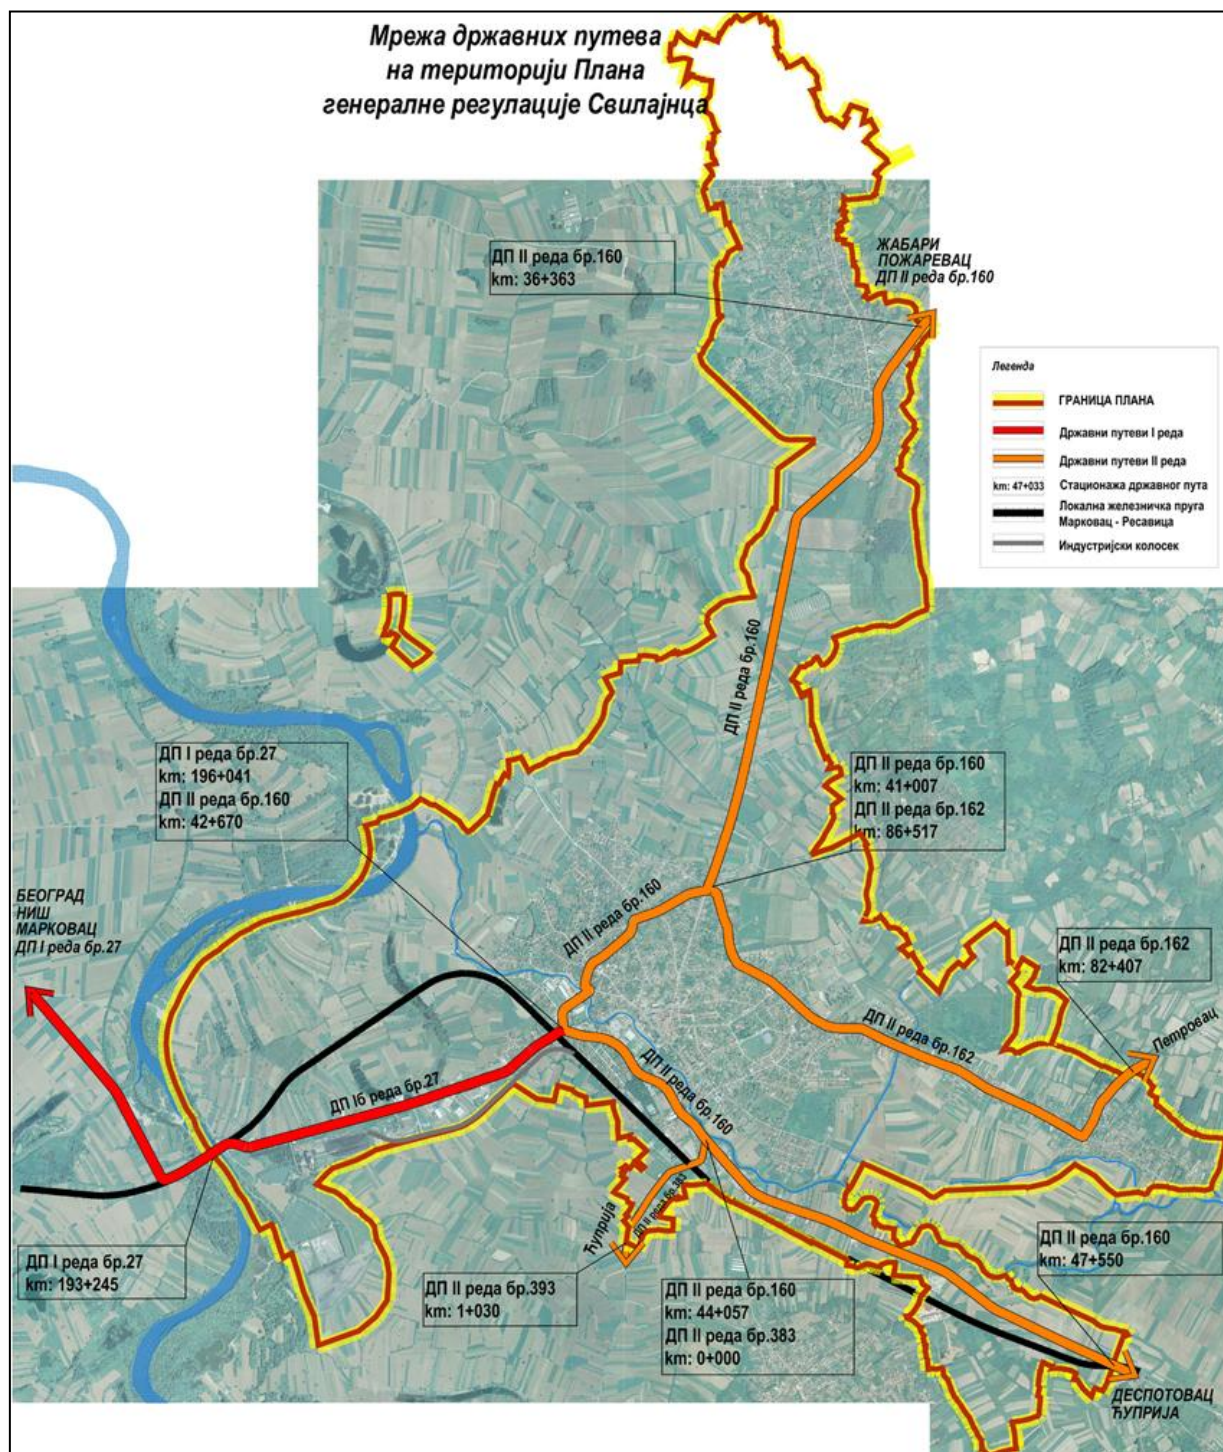 Мрежа државних путева
на територији Плана
генералне регулације Свилајнца
ДП II реда бр.160
km: 36+363
ЖАБАРИ
ПОЖАРЕВАЦ
ДП II реда бр.160
Легенда
ГРАНИЦА ПЛАНА
Државни путеви I реда
Државни путеви II реда
km: 47+033 Стационажа државног пута
Локална железничка пруга
Марковац - Ресавица
Индустријски колосек
ДП II реда бр.160
ДП I реда бр.27
km: 196+041
ДП II реда бр.160
km: 42+670
ДП II реда бр.160
km: 41+007
ДП II реда бр.162
km: 86+517
БЕОГРАД
НИШ
МАРКОВАЦ
ДП I реда бр.27
ДП II реда бр.160
ДП II реда бр.162
km: 82+407
ДП II реда бр.162
Петровац
ДП Iб реда бр.27
ДП II реда бр.160
ДП II реда бр.383
Ћуприја
ДП I реда бр.27
km: 193+245
ДП II реда бр.393
km: 1+030
ДП II реда бр.160
km: 44+057
ДП II реда бр.383
km: 0+000
ДП II реда бр.160
km: 47+550
ДЕСПОТОВАЦ
ЋУПРИЈА